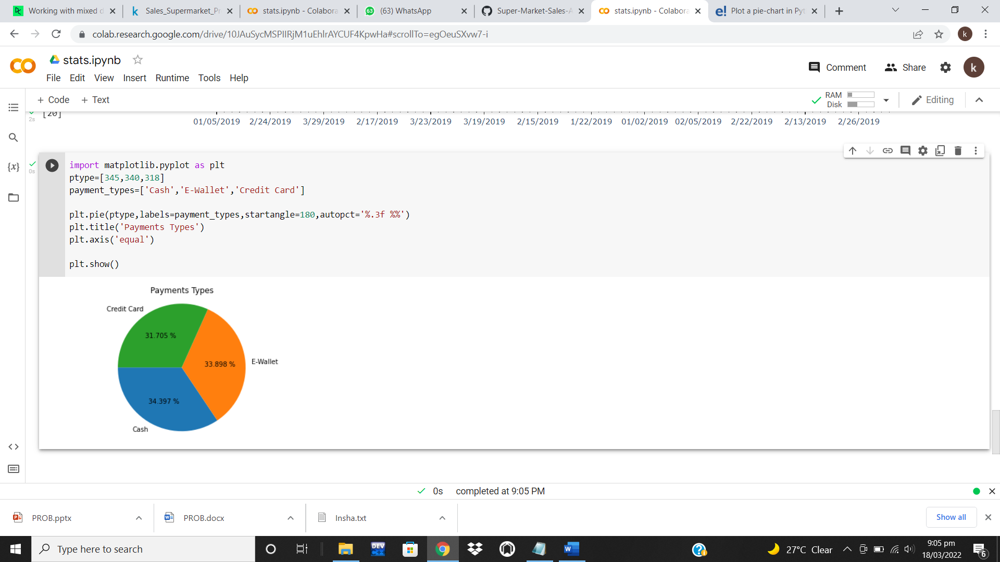 Working with mixed d
Sales_Supermarket_Pr
stats.ipynb - Colabora
(63) WhatsApp
Super-Market-Sales-A
stats.ipynb - Colabora
Plot a pie-chart in Pyt
colab.research.google.com/drive/10JAuSycMSPIIRjM1uEhlrAYCUF4KpwHa#scrollTo=egOeuSXvw7-i
k
stats.ipynb
Comment
Share
k
File Edit View Insert Runtime Tools Help
+ Code + Text
RAM
Disk
Editing
2s
[20]
01/05/2019 2/24/2019 3/29/2019 2/17/2019 3/23/2019 3/19/2019 2/15/2019 1/22/2019 01/02/2019 02/05/2019 2/22/2019 2/13/2019 2/26/2019
{x}
0s
import matplotlib.pyplot as plt
ptype=[345,340,318]
payment_types=['Cash','E-Wallet','Credit Card']
plt.pie(ptype,labels=payment_types,startangle=180,autopct='%.3f %%')
plt.title('Payments Types')
plt.axis('equal')
plt.show()
Payments Types
Credit Card
31.705 %
33.898 %
E-Wallet
34.397 %
Cash
0s completed at 9:05 PM
PROB.pptx
PROB.docx
Insha.txt
Show all
Type here to search
DEV
27°C Clear
9:05 pm
18/03/2022
6